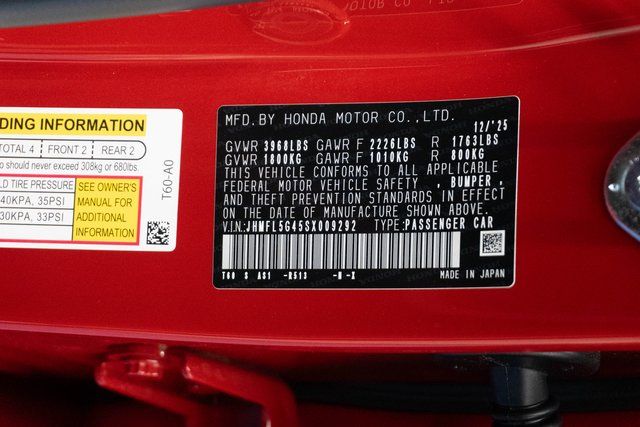 DING INFORMATION
TOTAL 4 FRONT 2 REAR 2
o should never exceed 308kg or 680lbs.
LD TIRE PRESSURE
40KPA, 35PSI
30KPA, 33PSI
SEE OWNER'S
MANUAL FOR
ADDITIONAL
INFORMATION
T60-A0
MFD.BY HONDA MOTOR CO.,LTD.
12/'25
GVWR 3968LBS GAWR F 2226LBS R 1763LBS
GVWR 1800KG GAWR F 1010KG R 800KG
THIS VEHICLE CONFORMS TO ALL APPLICABLE
FEDERAL MOTOR VEHICLE SAFETY , BUMPER ,
AND THEFT PREVENTION STANDARDS IN EFFECT
ON THE DATE OF MANUFACTURE SHOWN ABOVE.
V.I.N:JHMFL5G45SX009292 TYPE:PASSENGER CAR
T60 S AS1 -R513 -M -X MADE IN JAPAN